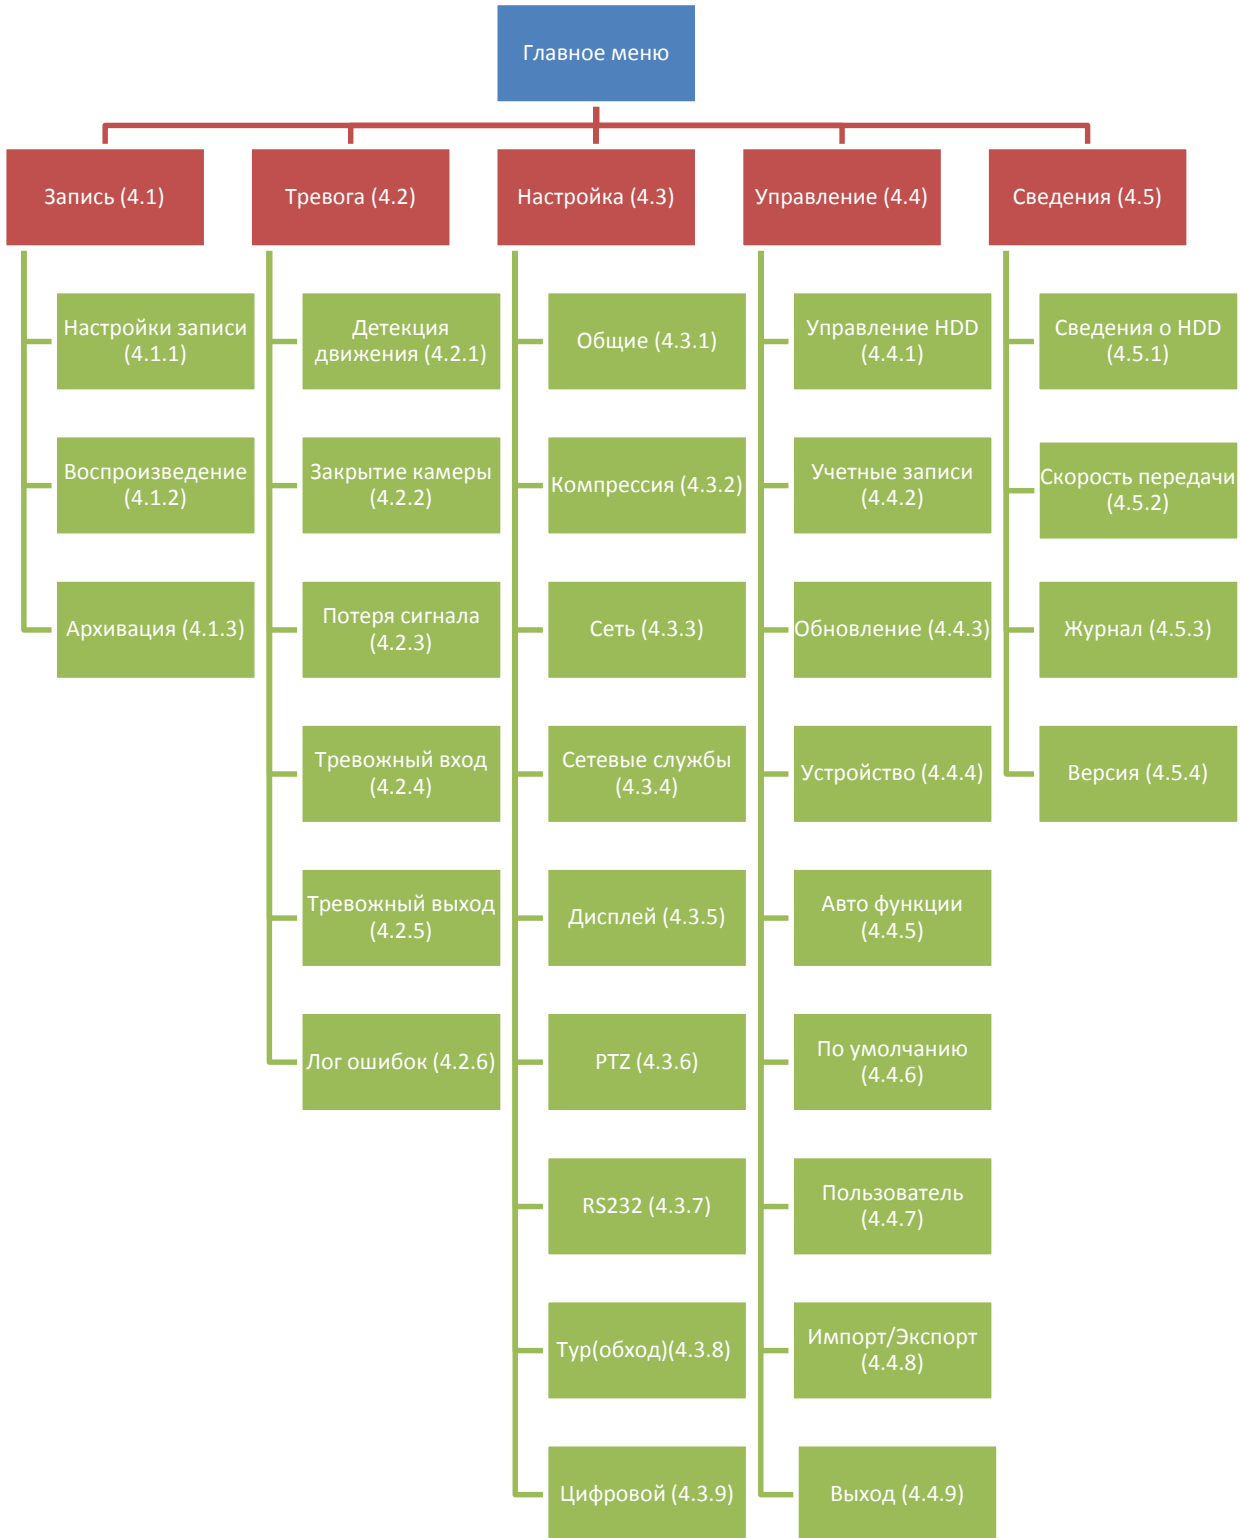 Главное меню
Запись (4.1)
Настройки записи
(4.1.1)
Воспроизведение
(4.1.2)
Архивация (4.1.3)
Тревога (4.2)
Детекция
движения (4.2.1)
Закрытие камеры
(4.2.2)
Потеря сигнала
(4.2.3)
Тревожный вход
(4.2.4)
Тревожный выход
(4.2.5)
Лог ошибок (4.2.6)
Настройка (4.3)
Общие (4.3.1)
Компрессия (4.3.2)
Сеть (4.3.3)
Сетевые службы
(4.3.4)
Дисплей (4.3.5)
PTZ (4.3.6)
RS232 (4.3.7)
Тур(обход)(4.3.8)
Цифровой (4.3.9)
Управление (4.4)
Управление HDD
(4.4.1)
Учетные записи
(4.4.2)
Обновление (4.4.3)
Устройство (4.4.4)
Авто функции
(4.4.5)
По умолчанию
(4.4.6)
Пользователь
(4.4.7)
Импорт/Экспорт
(4.4.8)
Выход (4.4.9)
Сведения (4.5)
Сведения о HDD
(4.5.1)
Скорость передачи
(4.5.2)
Журнал (4.5.3)
Версия (4.5.4)